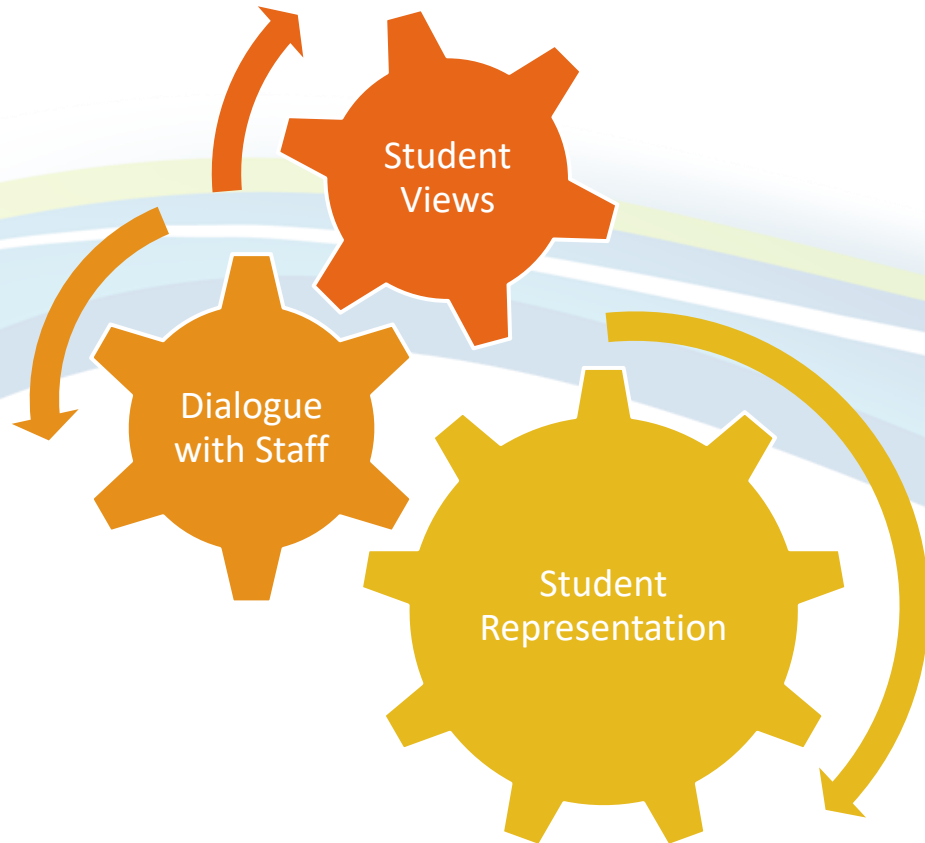 Student
Views
Dialogue
with Staff
Student
Representation